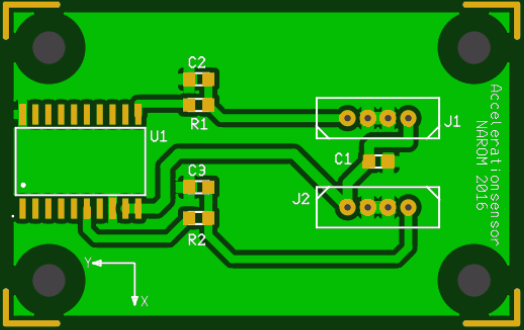 C2
R1
U1
J1
C1
C3
J2
R2
Y
X
Accelerationsensor
NAROM 2016